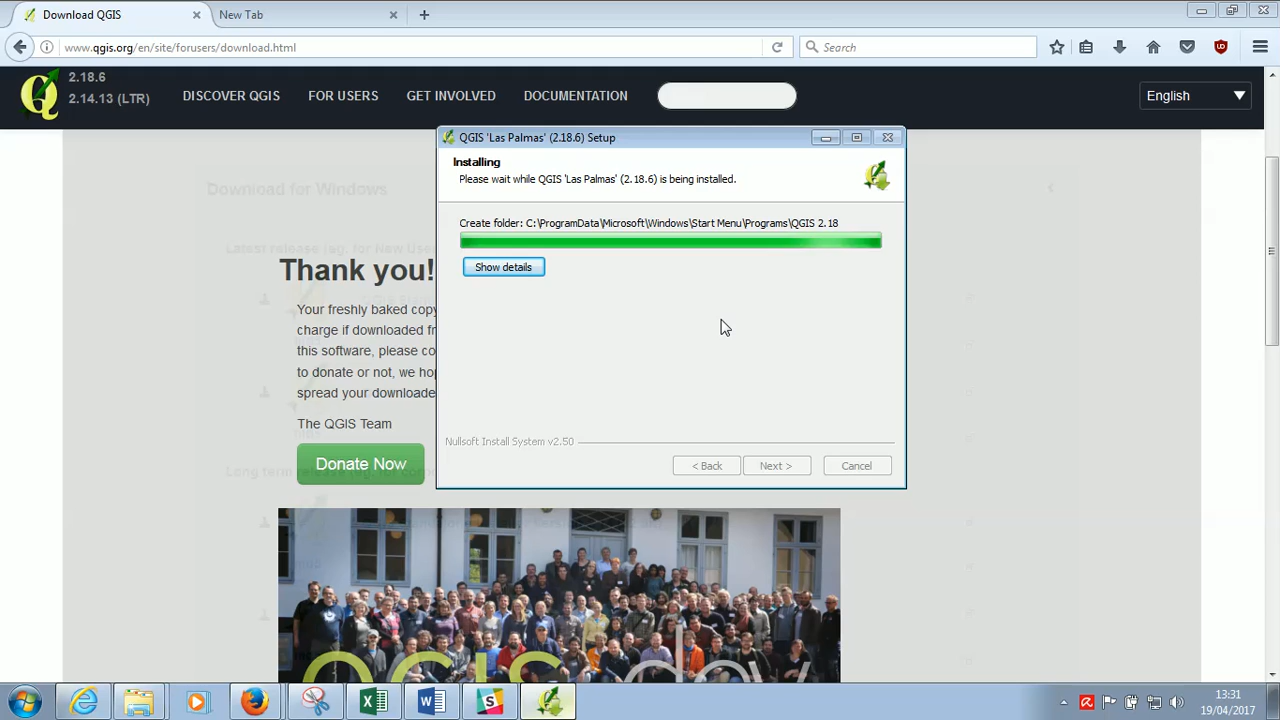 Download QGIS
New Tab
www.qgis.org/en/site/forusers/download.html
Search
2.18.6
2.14.13 (LTR)
DISCOVER QGIS
FOR USERS
GET INVOLVED
DOCUMENTATION
English
QGIS 'Las Palmas' (2.18.6) Setup
Installing
Please wait while QGIS 'Las Palmas' (2.18.6) is being installed.
Create folder: C:\ProgramData\Microsoft\Windows\Start Menu\Programs\QGIS 2.18
Show details
Nullsoft Install System v2.50
< Back
Next >
Cancel
Download for Windows
Thank you!
Your freshly baked copy
charge if downloaded
this software, please
to donate or not, we
spread your
The QGIS Team
Donate Now
QGIS dev
13:31
19/04/2017